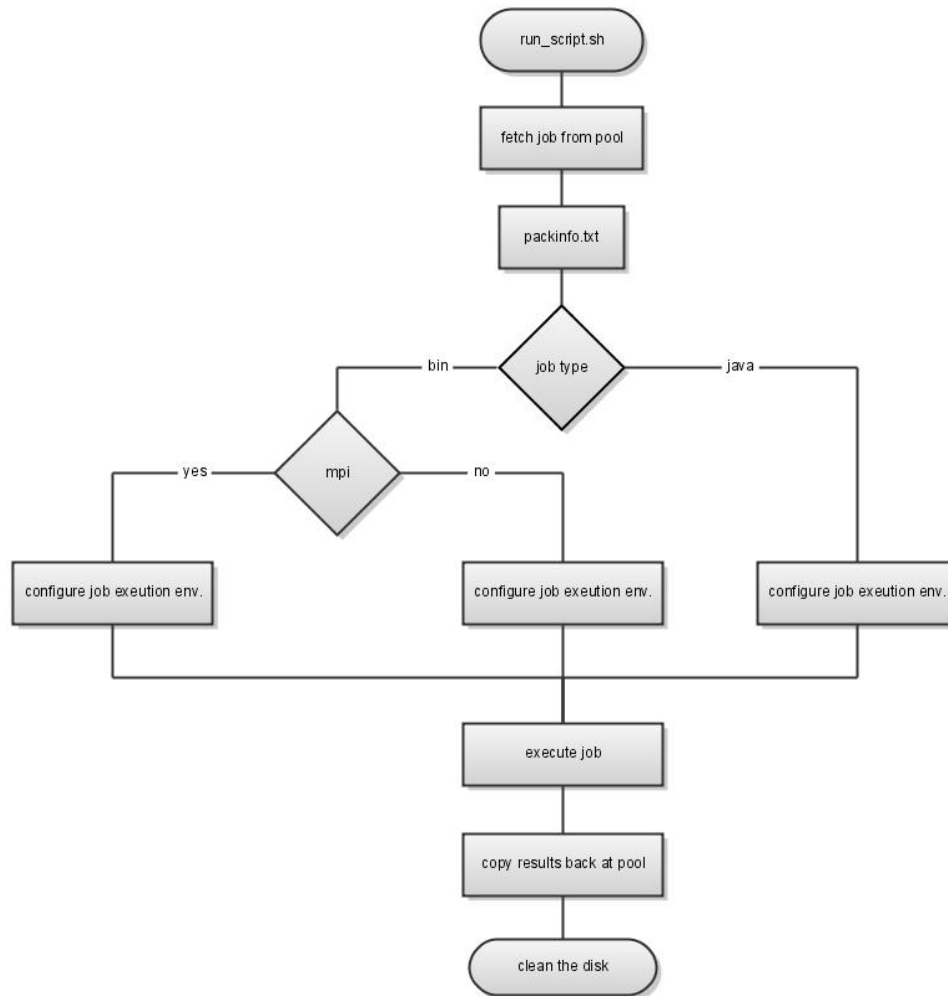 run_script.sh
fetch job from pool
packinfo.txt
job type
bin
java
mpi
yes
no
configure job exeution env.
configure job exeution env.
configure job exeution env.
execute job
copy results back at pool
clean the disk